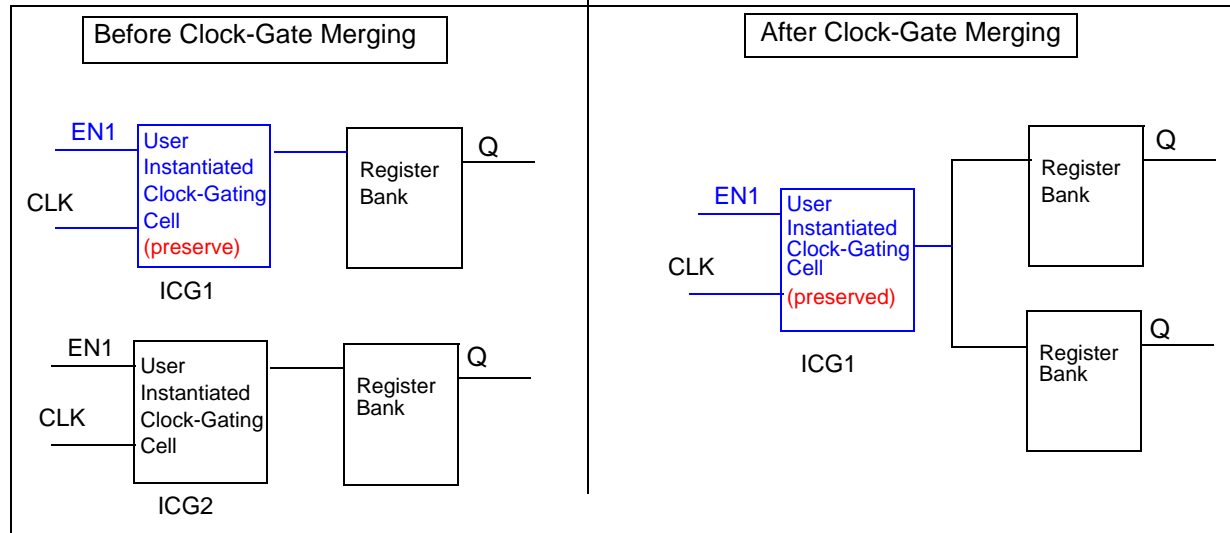 Before Clock-Gate Merging
EN1
CLK
User
Instantiated
Clock-Gating
Cell
(preserve)
ICG1
Register
Bank
Q
EN1
CLK
User
Instantiated
Clock-Gating
Cell
ICG2
Register
Bank
Q
After Clock-Gate Merging
EN1
CLK
User
Instantiated
Clock-Gating
Cell
(preserved)
ICG1
Register
Bank
Q
Register
Bank
Q